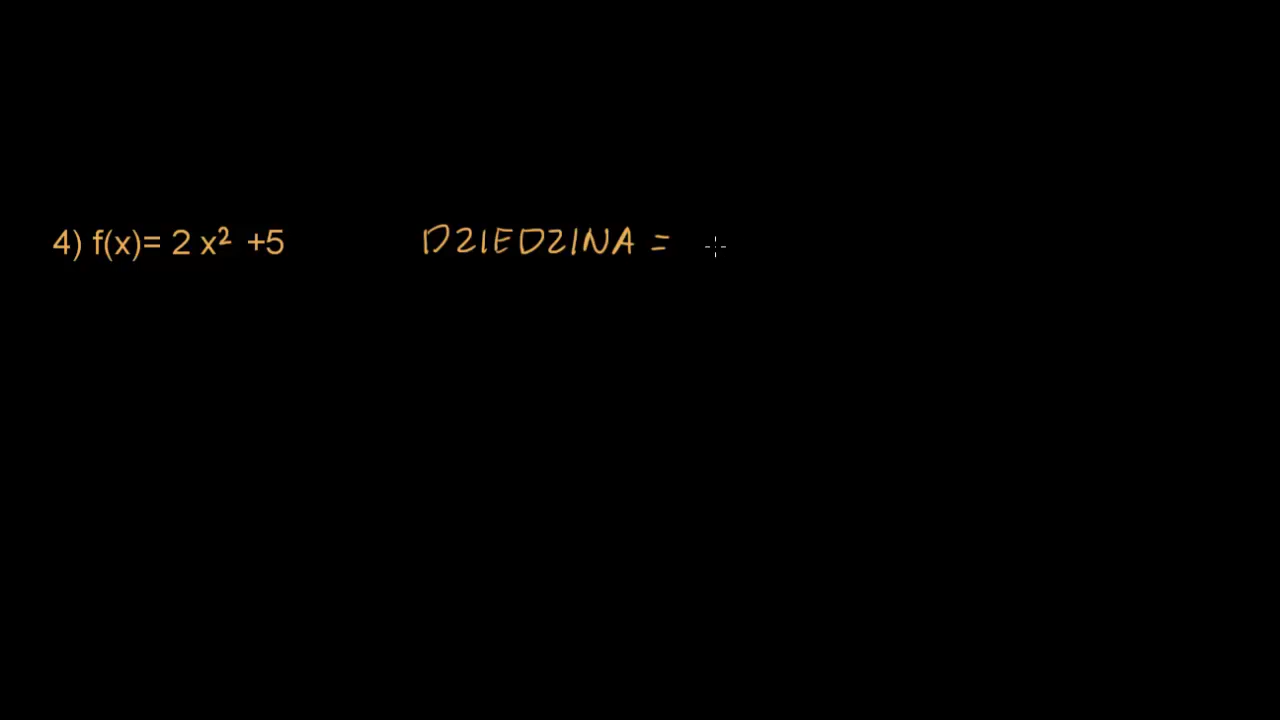 4) f(x)= 2 x² +5 DZIEDZINA =